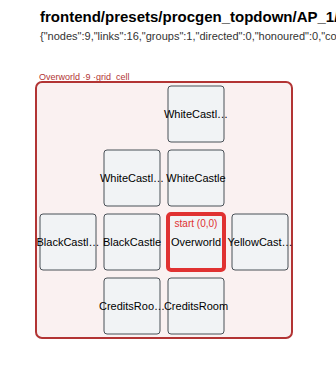 frontend/presets/procgen_topdown/AP_1/
{"nodes":9,"links":16,"groups":1,"directed":0,"honoured":0,"co
Overworld ·9 ·grid_cell
WhiteCastl…
WhiteCastl… WhiteCastle
start (0,0)
BlackCastl… BlackCastle Overworld YellowCast…
CreditsRoo… CreditsRoom